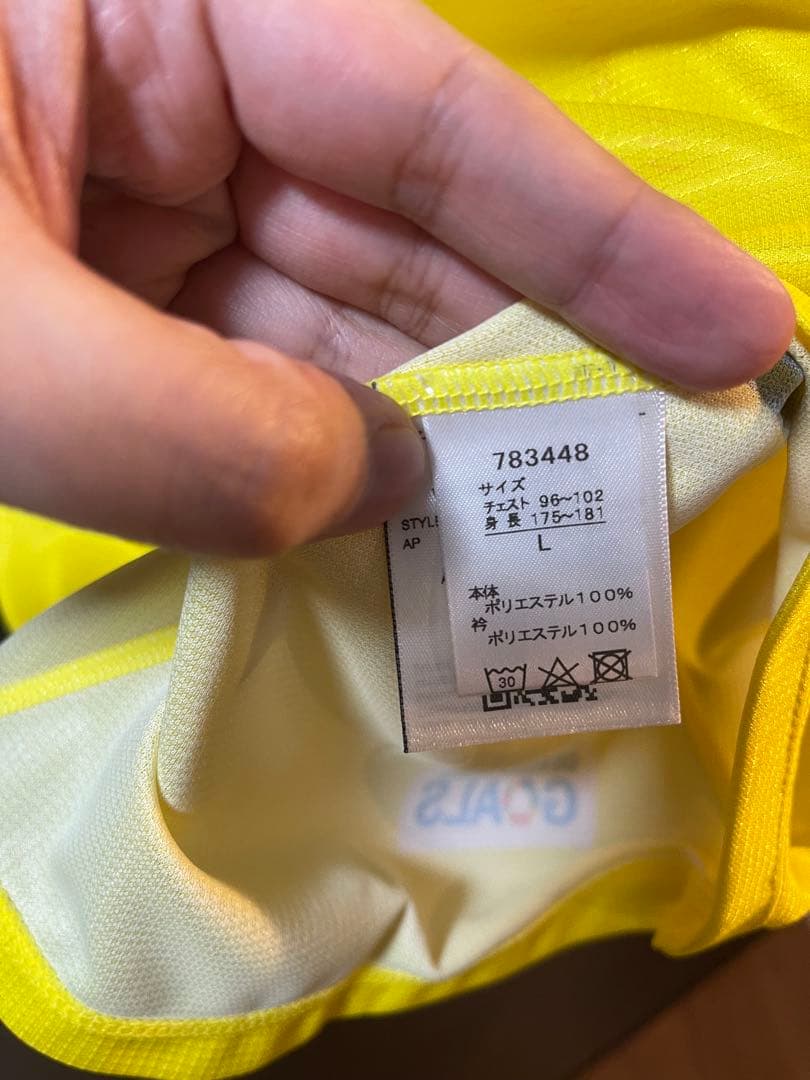 783448
サイズ
チェスト 96～102
身長 175～181
L
本体
ポリエステル100%
衿
ポリエステル100%
30
STYLE
AP
GOALS